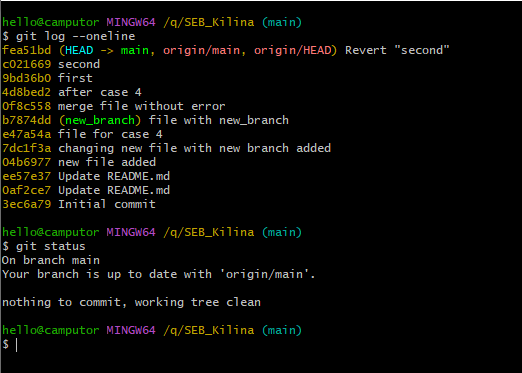 hello@camputor MINGW64 /q/SEB_Kilina (main)
$ git log --oneline
fea51bd (HEAD -> main, origin/main, origin/HEAD) Revert "second"
c021669 second
9bd36b0 first
4d8bed2 after case 4
0f8c558 merge file without error
b7874dd (new_branch) file with new_branch
e47a54a file for case 4
7dc1f3a changing new file with new branch added
04b6977 new file added
ee57e37 Update README.md
0af2ce7 Update README.md
3ec6a79 Initial commit
hello@camputor MINGW64 /q/SEB_Kilina (main)
$ git status
On branch main
Your branch is up to date with 'origin/main'.
nothing to commit, working tree clean
hello@camputor MINGW64 /q/SEB_Kilina (main)
$